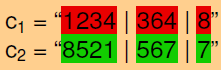 c₁ = “1234 | 364 | 8”
c₂ = “8521 | 567 | 7”